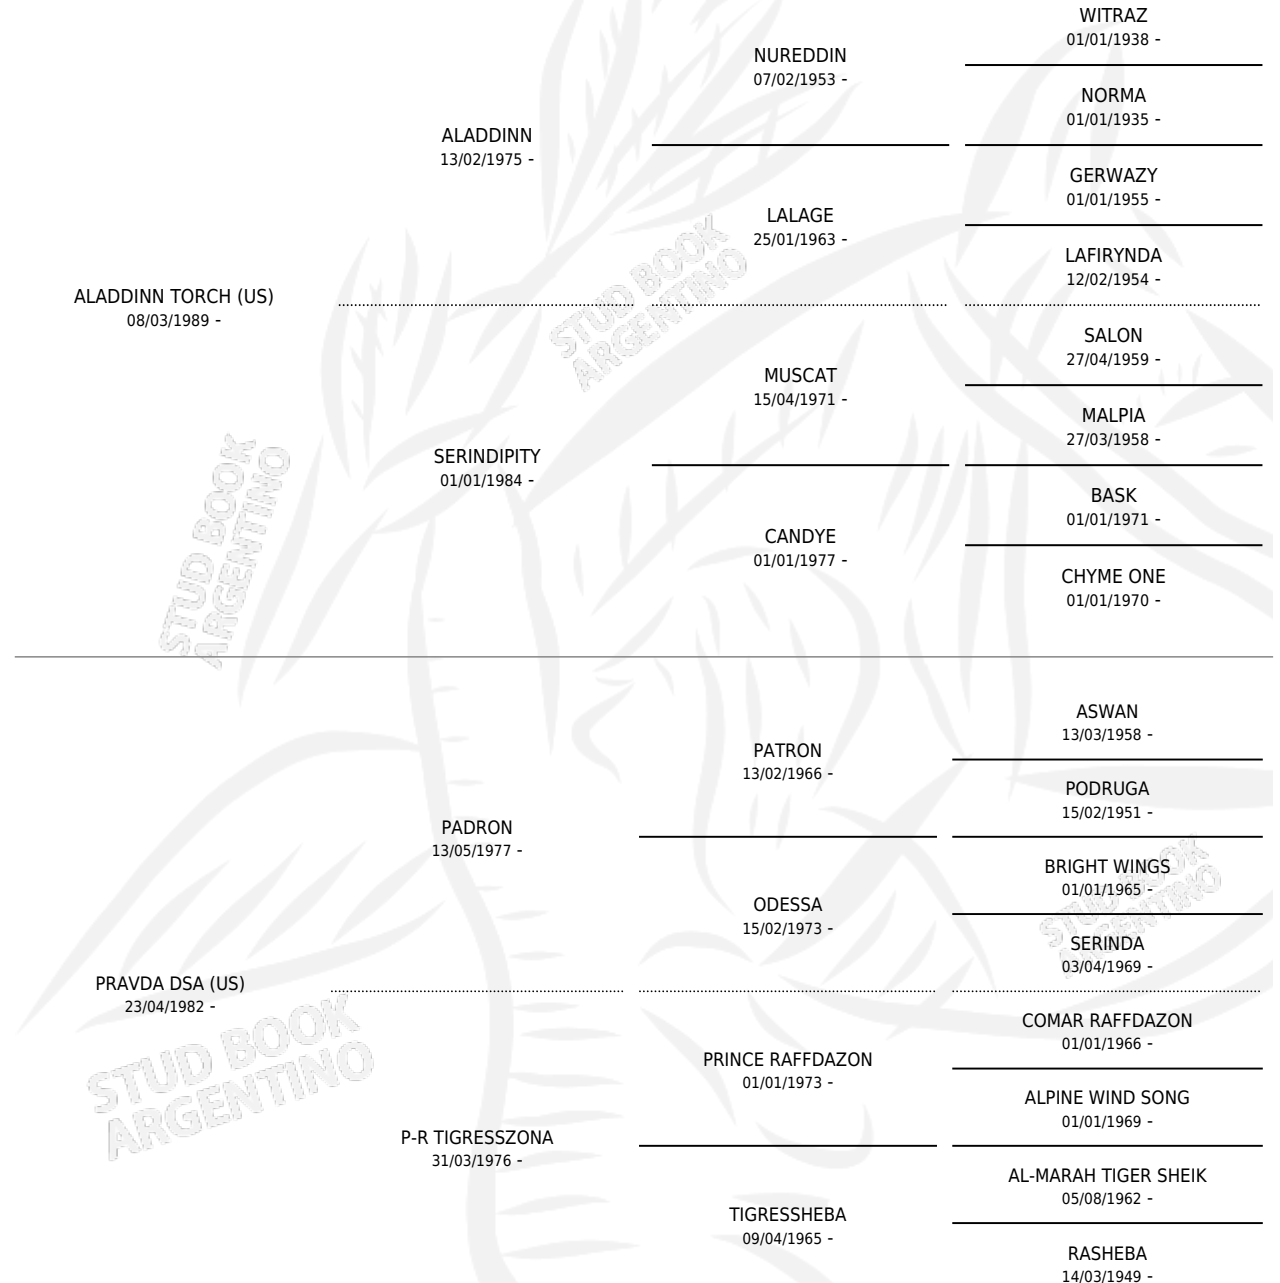 WITRAZ
01/01/1938 -
NUREDDIN
07/02/1953 -
NORMA
01/01/1935 -
ALADDINN
13/02/1975 -
GERWAZY
01/01/1955 -
LALAGE
25/01/1963 -
LAFIRYNDA
12/02/1954 -
ALADDINN TORCH (US)
08/03/1989 -
SALON
27/04/1959 -
MUSCAT
15/04/1971 -
MALPIA
27/03/1958 -
SERINDIPITY
01/01/1984 -
BASK
01/01/1971 -
CANDYE
01/01/1977 -
CHYME ONE
01/01/1970 -
STUD BOOK
ARGENTINO
STUD BOOK
ARGENTINO
ASWAN
13/03/1958 -
PATRON
13/02/1966 -
PODRUGA
15/02/1951 -
PADRON
13/05/1977 -
BRIGHT WINGS
01/01/1965 -
ODESSA
15/02/1973 -
SERINDA
03/04/1969 -
PRAVDA DSA (US)
23/04/1982 -
COMAR RAFFDAZON
01/01/1966 -
PRINCE RAFFDAZON
01/01/1973 -
ALPINE WIND SONG
01/01/1969 -
P-R TIGRESSZONA
31/03/1976 -
AL-MARAH TIGER SHEIK
05/08/1962 -
TIGRESSHEBA
09/04/1965 -
RASHEBA
14/03/1949 -
STUD BOOK
ARGENTINO
STUD BOOK
ARGENTINO